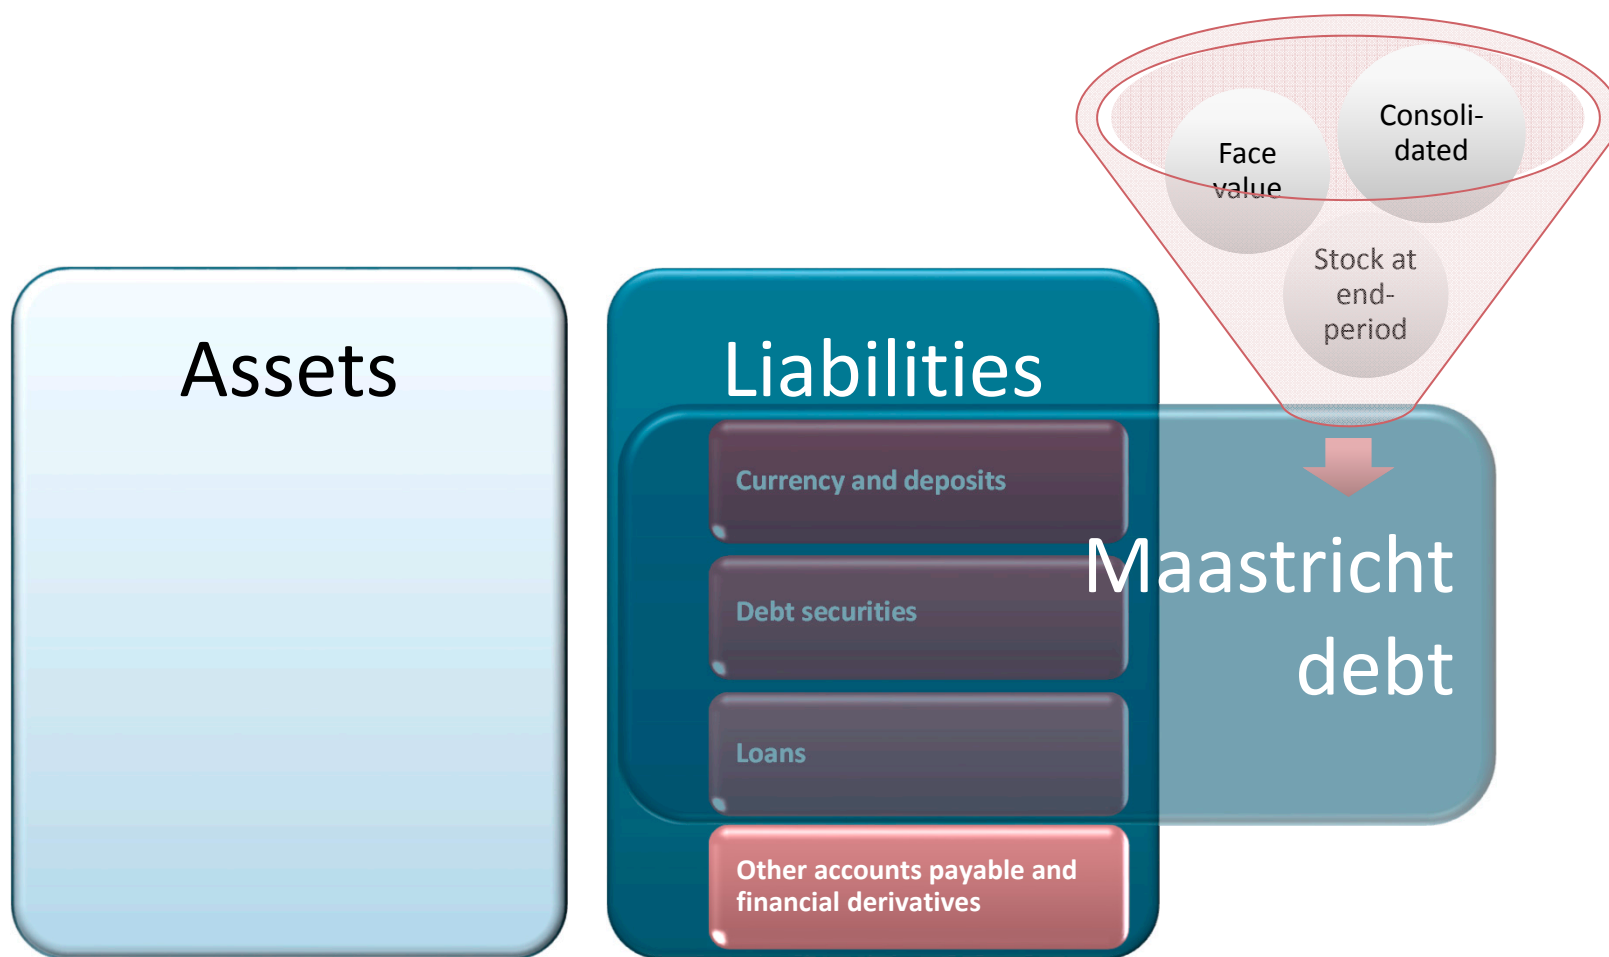 Consoli-
dated
Face
value
Stock at
end-
period
Assets
Liabilities
Currency and deposits
Debt securities
Loans
Other accounts payable and
financial derivatives
Maastricht
debt